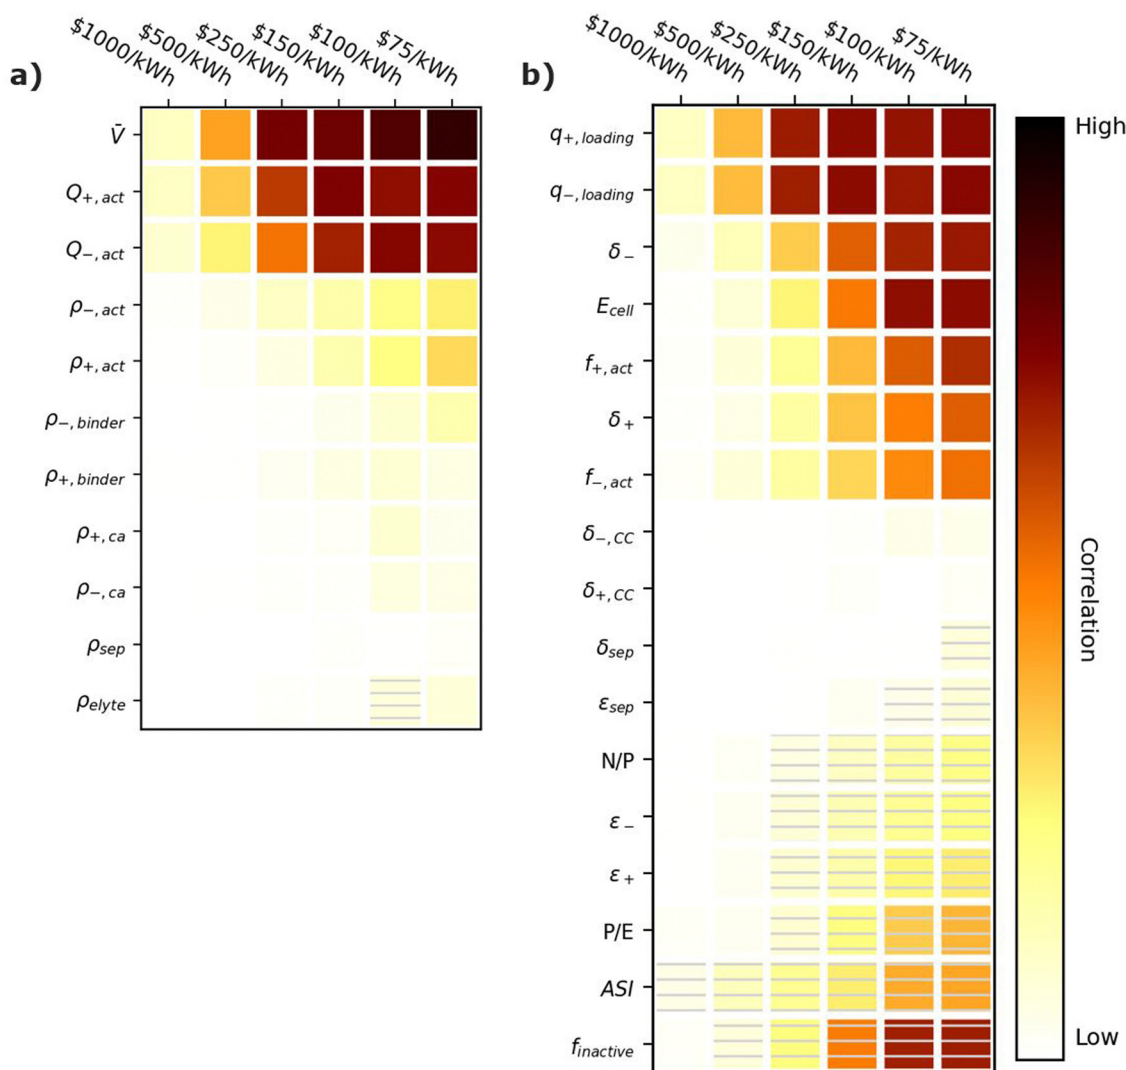 a)
$1000/kWh
$500/kWh
$250/kWh
$150/kWh
$100/kWh
$75/kWh
V̄
Q+,act
Q−,act
ρ−,act
ρ+,act
ρ−,binder
ρ+,binder
ρ+,ca
ρ−,ca
ρsep
ρelyte
b)
$1000/kWh
$500/kWh
$250/kWh
$150/kWh
$100/kWh
$75/kWh
q+,loading
q−,loading
δ−
Ecell
f+,act
δ+
f−,act
δ−,CC
δ+,CC
δsep
εsep
N/P
ε−
ε+
P/E
ASI
finactive
High
Correlation
Low